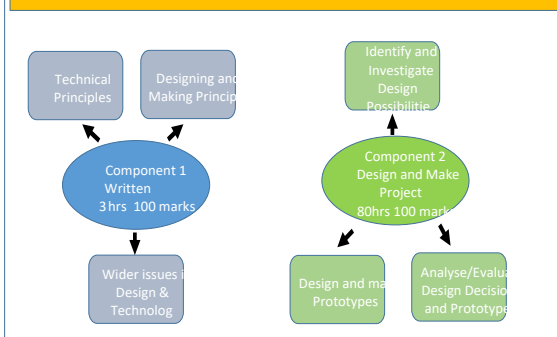 Technical
Principles
Designing and
Making Princip
Component 1
Written
3hrs 100 marks
Wider issues i
Design &
Technolog
Identify and
Investigate
Design
Possibilitie
Component 2
Design and Make
Project
80hrs 100 mark
Design and ma
Prototypes
Analyse/Evalua
Design Decisio
and Prototype